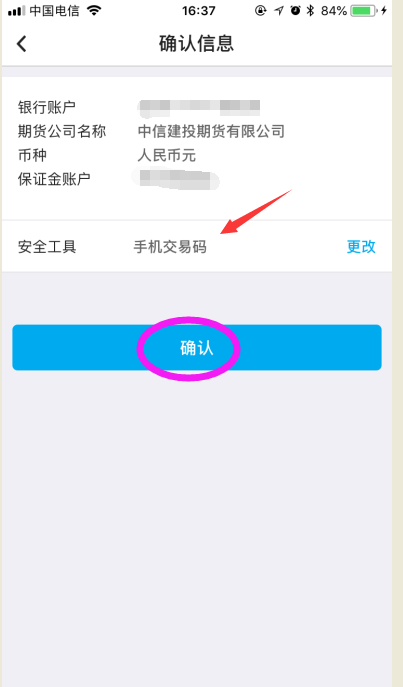 中国电信 16:37 84%
确认信息
银行账户
期货公司名称 中信建投期货有限公司
币种 人民币元
保证金账户
安全工具 手机交易码 更改
确认